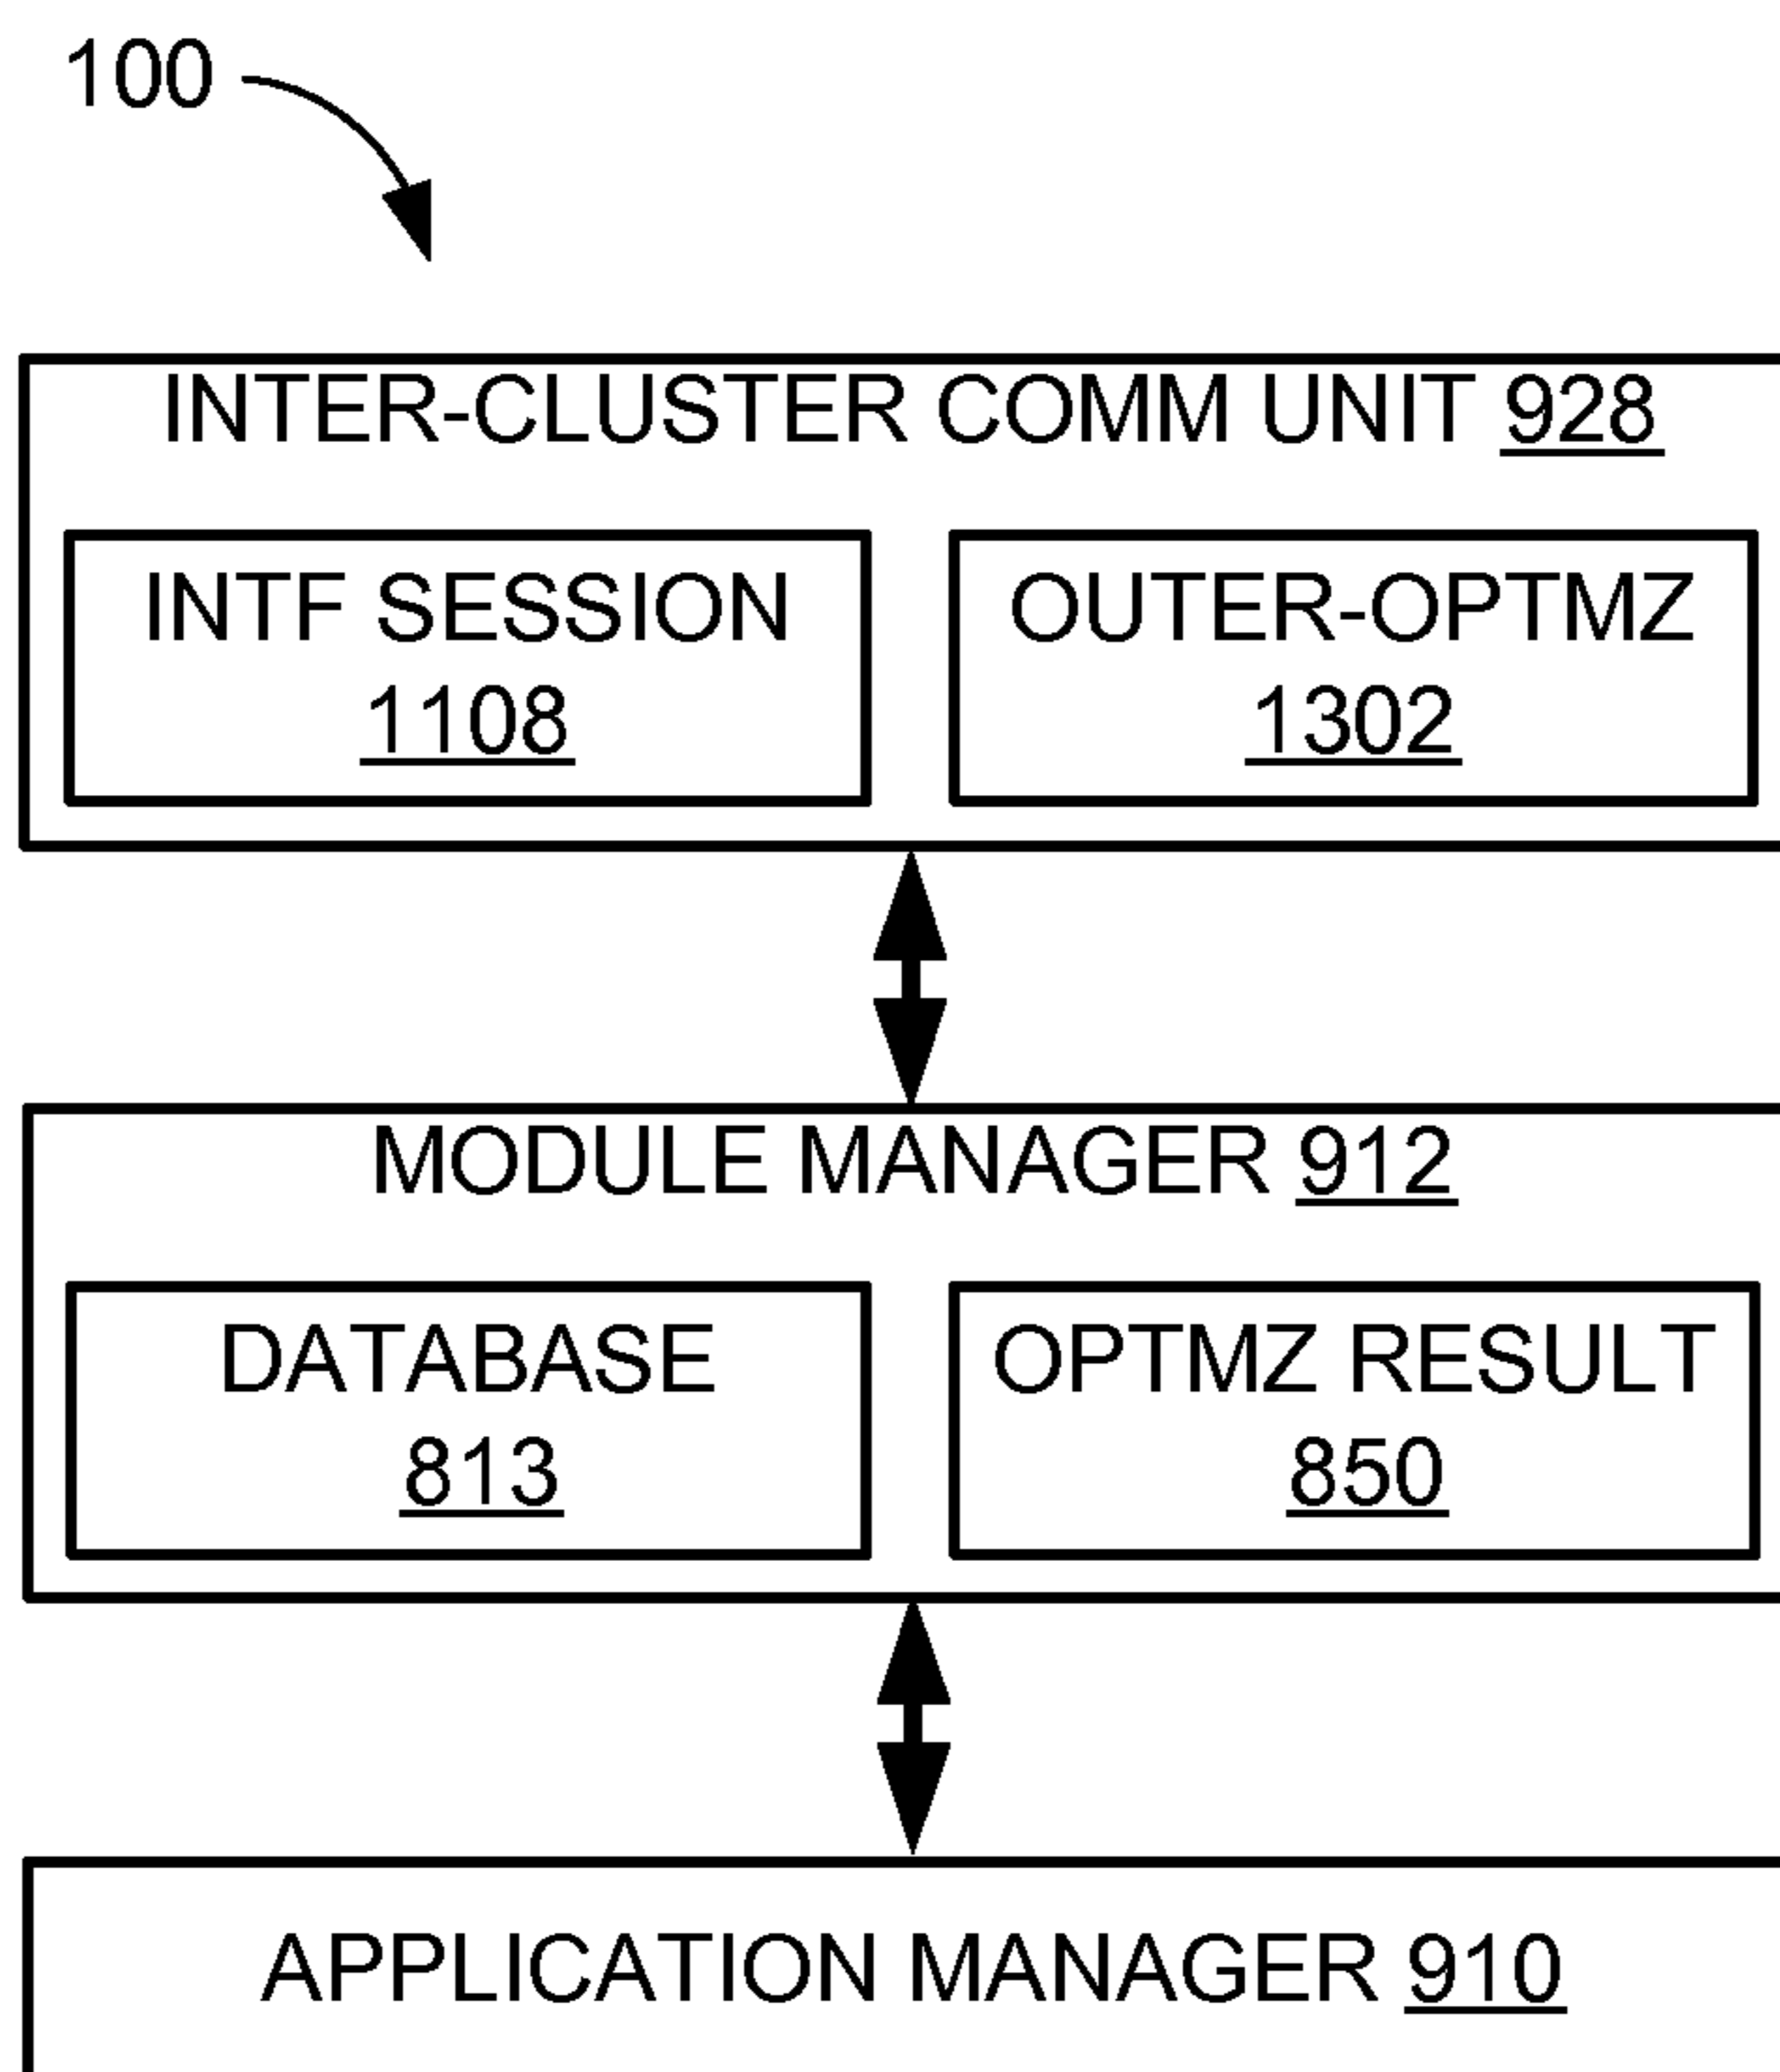 100
INTER-CLUSTER COMM UNIT 928
INTF SESSION
1108
OUTER-OPTMZ
1302
MODULE MANAGER 912
DATABASE
813
OPTMZ RESULT
850
APPLICATION MANAGER 910